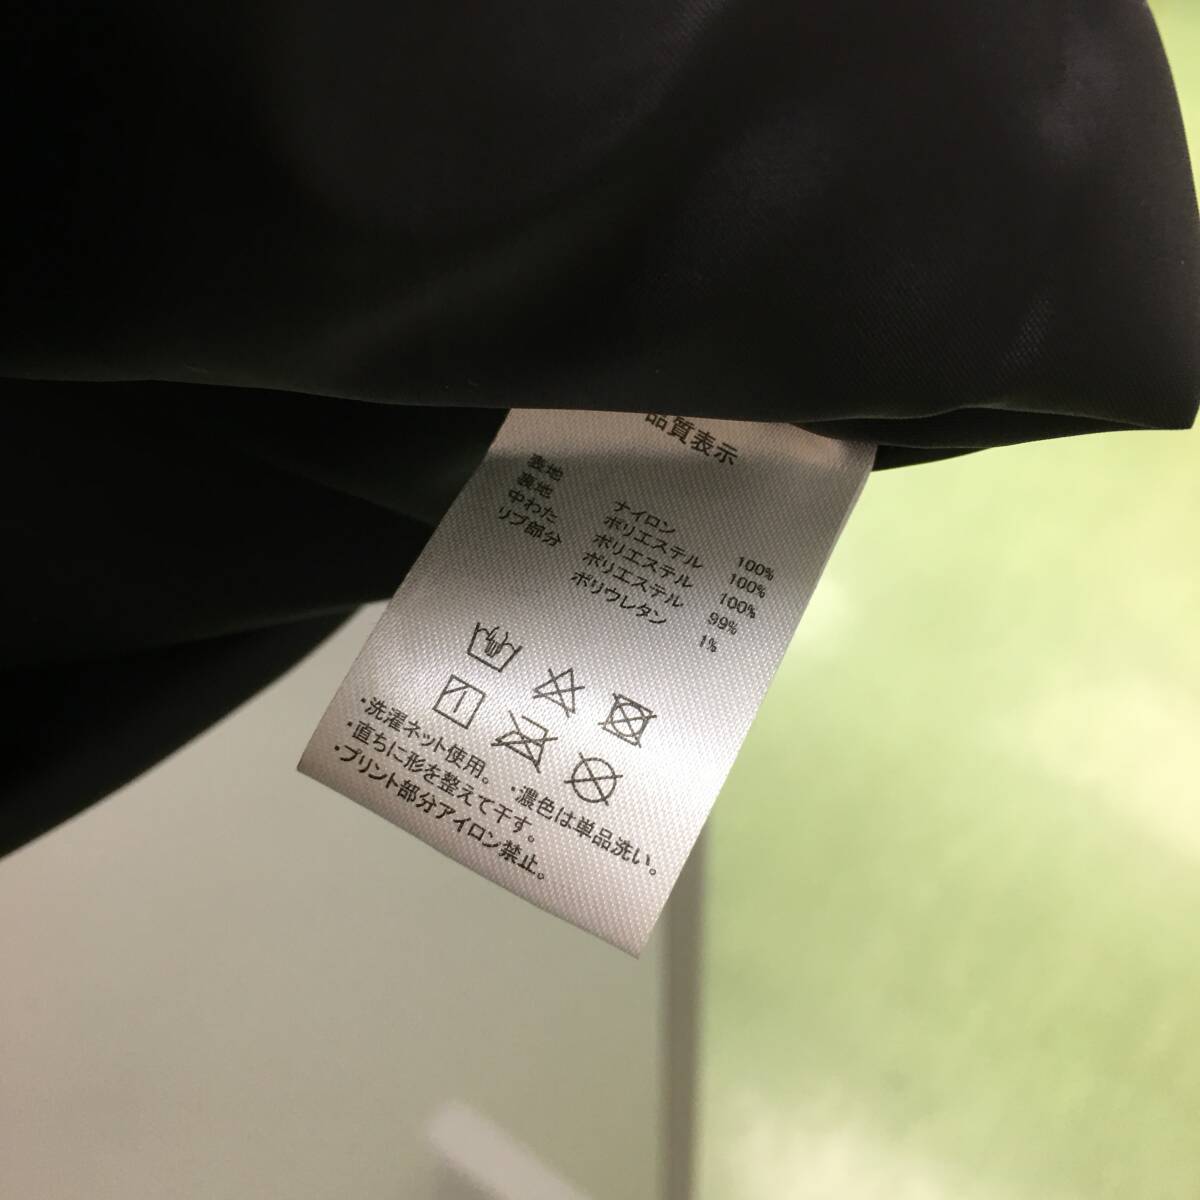 品質表示
表地 ナイロン 100%
裏地 ポリエステル 100%
中わた ポリエステル 100%
リブ部分 ポリエステル 99%
ポリウレタン 1%
・洗濯ネット使用。・濃色は単品洗い。
・直ちに形を整えて干す。
・プリント部分アイロン禁止。